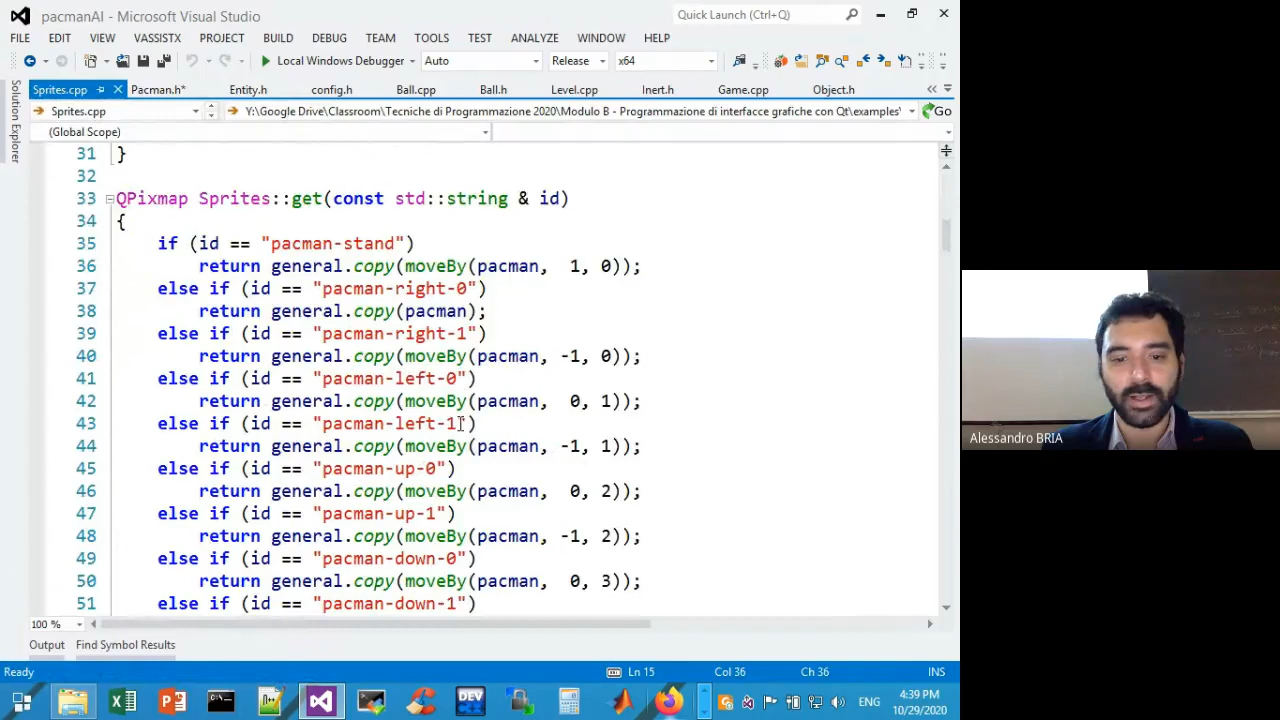 pacmanAI - Microsoft Visual Studio
Quick Launch (Ctrl+Q)
FILE EDIT VIEW VASSISTX PROJECT BUILD DEBUG TEAM TOOLS TEST ANALYZE WINDOW HELP
Local Windows Debugger Auto Release x64
Solution Explorer
Sprites.cpp Pacman.h* Entity.h config.h Ball.cpp Ball.h Level.cpp Inert.h Game.cpp Object.h
Sprites.cpp Y:\Google Drive\Classroom\Tecniche di Programmazione 2020\Modulo B - Programmazione di interfacce grafiche con Qt\examples\ Go
(Global Scope)
31 }
32
33 QPixmap Sprites::get(const std::string & id)
34 {
35 if (id == "pacman-stand")
36 return general.copy(moveBy(pacman, 1, 0));
37 else if (id == "pacman-right-0")
38 return general.copy(pacman);
39 else if (id == "pacman-right-1")
40 return general.copy(moveBy(pacman, -1, 0));
41 else if (id == "pacman-left-0")
42 return general.copy(moveBy(pacman, 0, 1));
43 else if (id == "pacman-left-1")
44 return general.copy(moveBy(pacman, -1, 1));
45 else if (id == "pacman-up-0")
46 return general.copy(moveBy(pacman, 0, 2));
47 else if (id == "pacman-up-1")
48 return general.copy(moveBy(pacman, -1, 2));
49 else if (id == "pacman-down-0")
50 return general.copy(moveBy(pacman, 0, 3));
51 else if (id == "pacman-down-1")
100 %
Output Find Symbol Results
Ready Ln 15 Col 36 Ch 36 INS
DEV
ENG
4:39 PM
10/29/2020
Alessandro BRIA